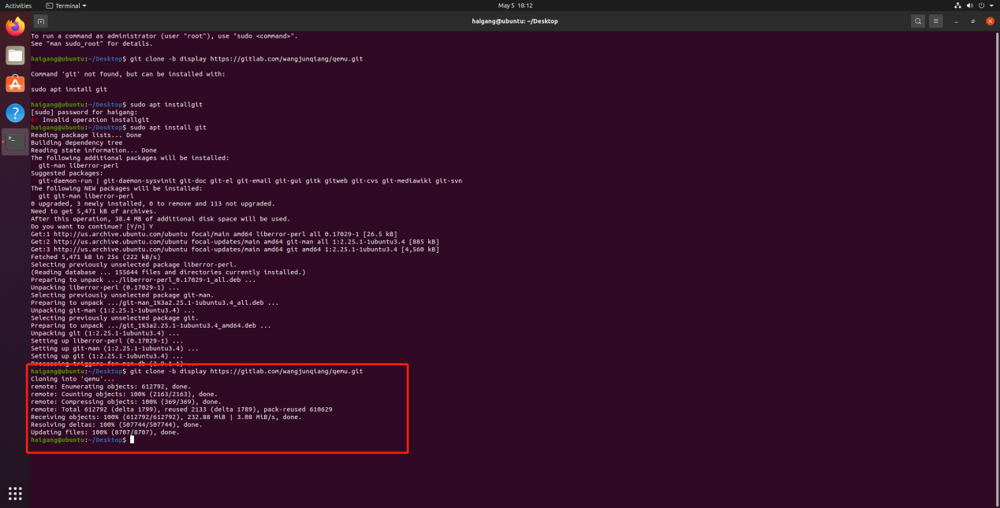 Activities
Terminal
May 5 18:12
haigang@ubuntu: ~/Desktop
To run a command as administrator (user "root"), use "sudo <command>".
See "man sudo_root" for details.
haigang@ubuntu:~/Desktop$ git clone -b display https://gitlab.com/wangjunqiang/qemu.git
Command 'git' not found, but can be installed with:
sudo apt install git
haigang@ubuntu:~/Desktop$ sudo apt installgit
[sudo] password for haigang:
E: Invalid operation installgit
haigang@ubuntu:~/Desktop$ sudo apt install git
Reading package lists... Done
Building dependency tree
Reading state information... Done
The following additional packages will be installed:
git-man liberror-perl
Suggested packages:
git-daemon-run | git-daemon-sysvinit git-doc git-el git-email git-gui gitk gitweb git-cvs git-mediawiki git-svn
The following NEW packages will be installed:
git git-man liberror-perl
0 upgraded, 3 newly installed, 0 to remove and 113 not upgraded.
Need to get 5,471 kB of archives.
After this operation, 38.4 MB of additional disk space will be used.
Do you want to continue? [Y/n] Y
Get:1 http://us.archive.ubuntu.com/ubuntu focal/main amd64 liberror-perl all 0.17029-1 [26.5 kB]
Get:2 http://us.archive.ubuntu.com/ubuntu focal-updates/main amd64 git-man all 1:2.25.1-1ubuntu3.4 [885 kB]
Get:3 http://us.archive.ubuntu.com/ubuntu focal-updates/main amd64 git amd64 1:2.25.1-1ubuntu3.4 [4,560 kB]
Fetched 5,471 kB in 25s (222 kB/s)
Selecting previously unselected package liberror-perl.
(Reading database ... 155644 files and directories currently installed.)
Preparing to unpack .../liberror-perl_0.17029-1_all.deb ...
Unpacking liberror-perl (0.17029-1) ...
Selecting previously unselected package git-man.
Preparing to unpack .../git-man_1%3a2.25.1-1ubuntu3.4_all.deb ...
Unpacking git-man (1:2.25.1-1ubuntu3.4) ...
Selecting previously unselected package git.
Preparing to unpack .../git_1%3a2.25.1-1ubuntu3.4_amd64.deb ...
Unpacking git (1:2.25.1-1ubuntu3.4) ...
Setting up liberror-perl (0.17029-1) ...
Setting up git-man (1:2.25.1-1ubuntu3.4) ...
Setting up git (1:2.25.1-1ubuntu3.4) ...
Processing triggers for man-db (2.9.1-1) ...
haigang@ubuntu:~/Desktop$ git clone -b display https://gitlab.com/wangjunqiang/qemu.git
Cloning into 'qemu'...
remote: Enumerating objects: 612792, done.
remote: Counting objects: 100% (2163/2163), done.
remote: Compressing objects: 100% (369/369), done.
remote: Total 612792 (delta 1799), reused 2133 (delta 1789), pack-reused 610629
Receiving objects: 100% (612792/612792), 232.88 MiB | 3.08 MiB/s, done.
Resolving deltas: 100% (507744/507744), done.
Updating files: 100% (8707/8707), done.
haigang@ubuntu:~/Desktop$